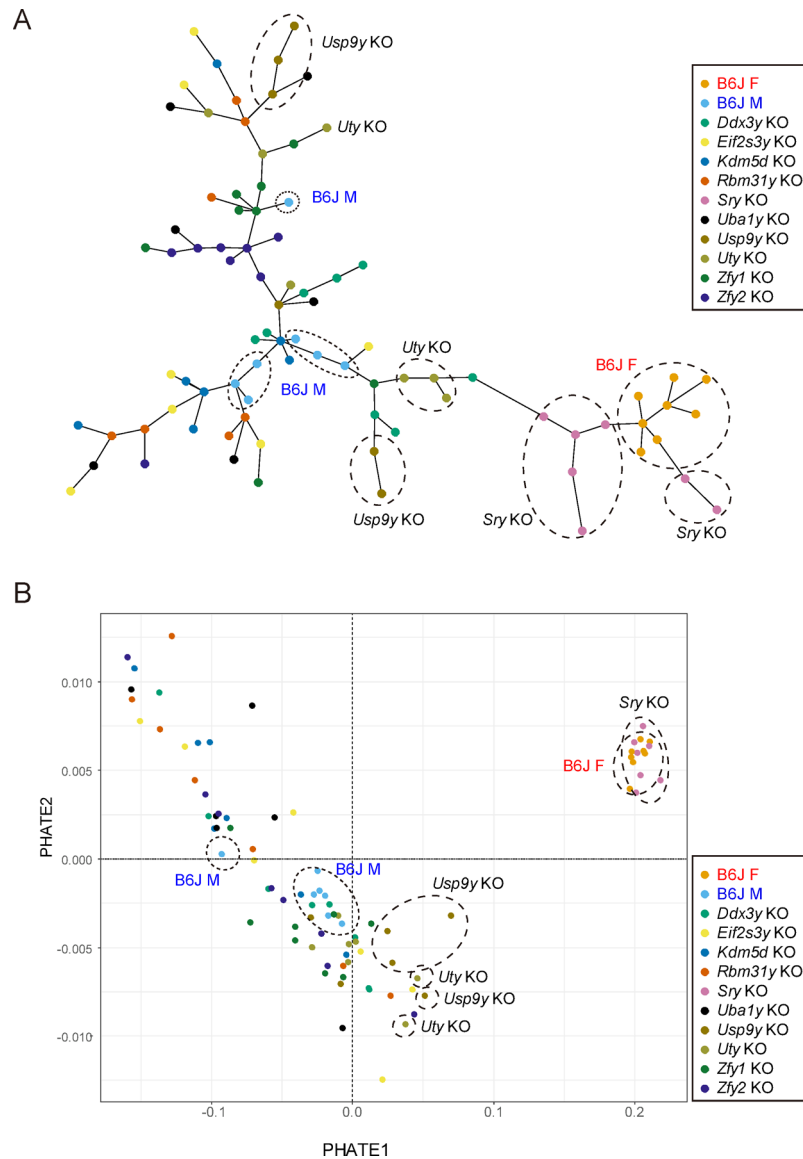 A
Usp9y KO
Uty KO
B6J M
B6J F
B6J M
Ddx3y KO
Eif2s3y KO
Kdm5d KO
Rbm31y KO
Sry KO
Uba1y KO
Usp9y KO
Uty KO
Zfy1 KO
Zfy2 KO
Uty KO
B6J F
B6J M
Usp9y KO
Sry KO
Sry KO
B
0.010
0.005
0.000
-0.005
-0.010
PHATE2
Sry KO
B6J F
B6J M
B6J M
Usp9y KO
Uty KO
Usp9y KO
Uty KO
B6J F
B6J M
Ddx3y KO
Eif2s3y KO
Kdm5d KO
Rbm31y KO
Sry KO
Uba1y KO
Usp9y KO
Uty KO
Zfy1 KO
Zfy2 KO
-0.1 0.0 0.1 0.2
PHATE1